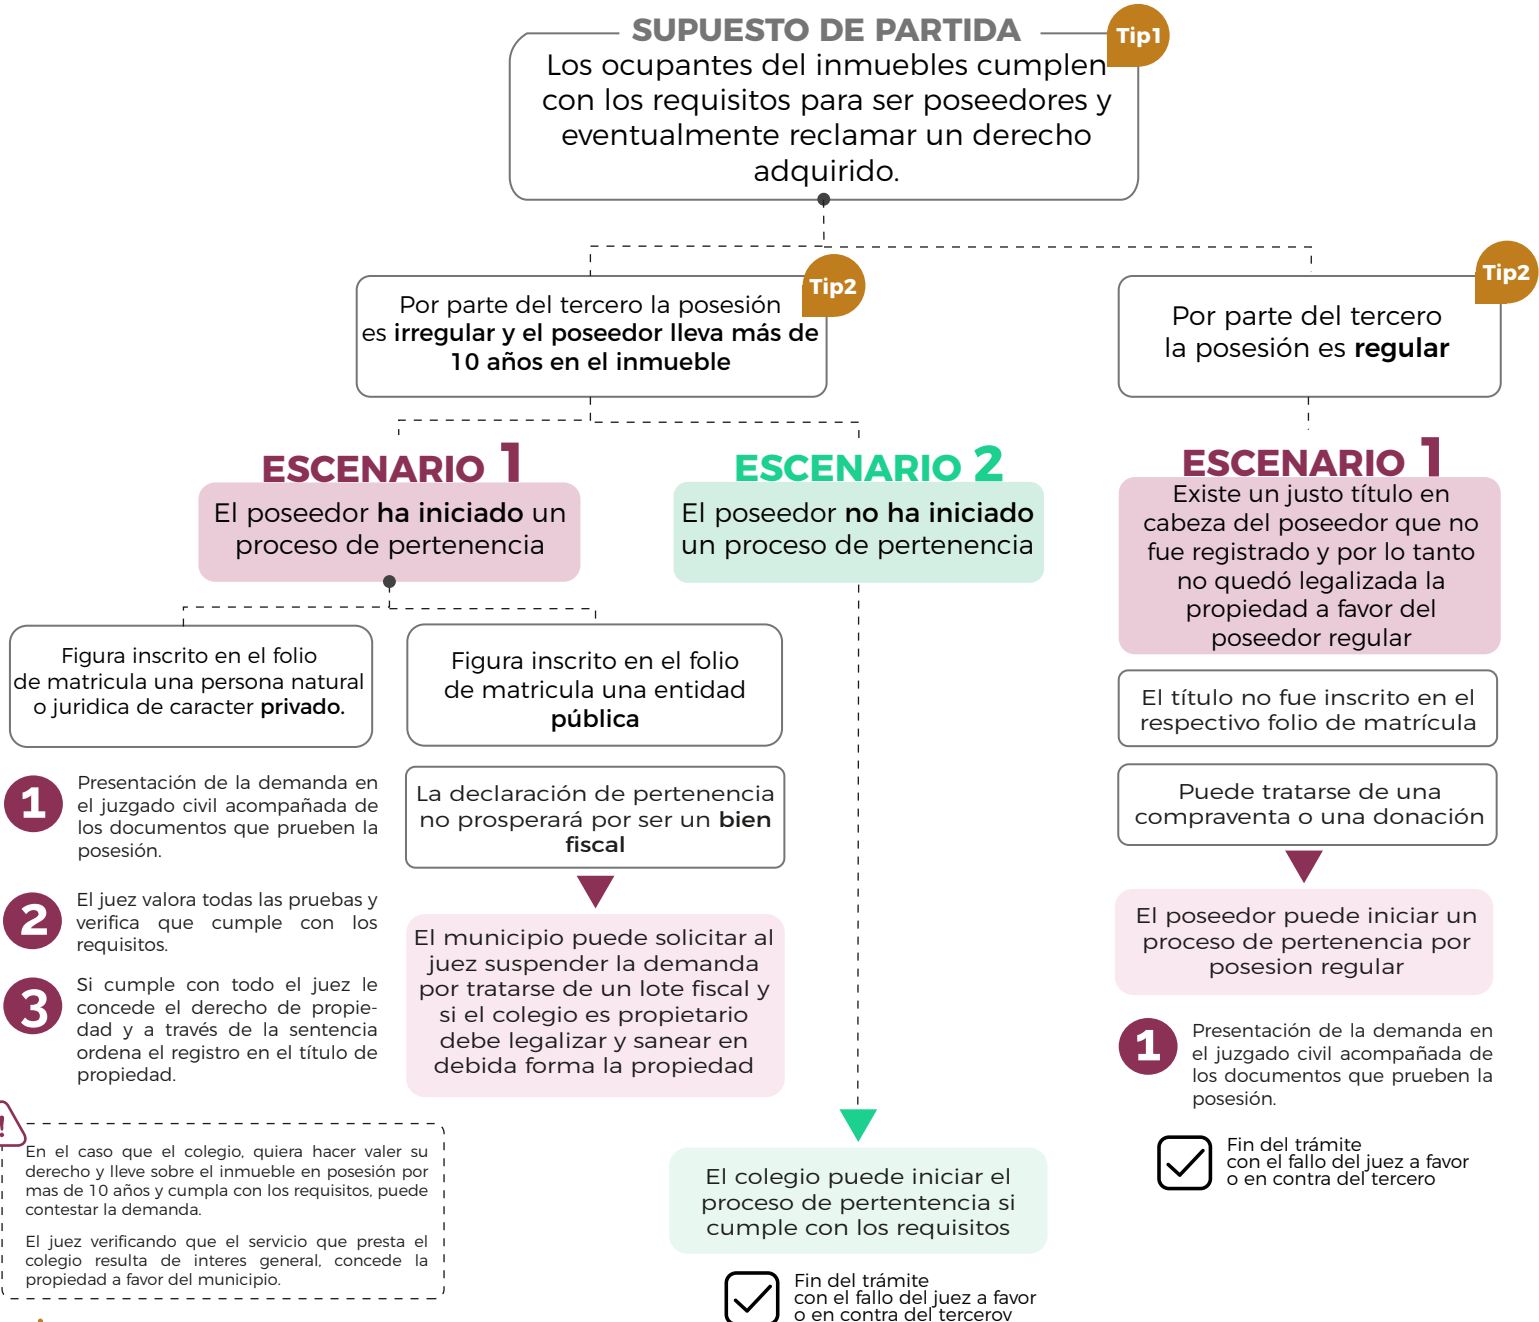 SUPUESTO DE PARTIDA
Tip1
Los ocupantes del inmuebles cumplen
con los requisitos para ser poseedores y
eventualmente reclamar un derecho
adquirido.
Tip2
Por parte del tercero la posesión
es irregular y el poseedor lleva más de
10 años en el inmueble
Tip2
Por parte del tercero
la posesión es regular
ESCENARIO 1
El poseedor ha iniciado un
proceso de pertenencia
ESCENARIO 2
El poseedor no ha iniciado
un proceso de pertenencia
ESCENARIO 1
Existe un justo título en
cabeza del poseedor que no
fue registrado y por lo tanto
no quedó legalizada la
propiedad a favor del
poseedor regular
Figura inscrito en el folio
de matricula una persona natural
o juridica de caracter privado.
Figura inscrito en el folio
de matricula una entidad
pública
El título no fue inscrito en el
respectivo folio de matrícula
Puede tratarse de una
compraventa o una donación
1
Presentación de la demanda en
el juzgado civil acompañada de
los documentos que prueben la
posesión.
2
El juez valora todas las pruebas y
verifica que cumple con los
requisitos.
3
Si cumple con todo el juez le
concede el derecho de propie-
dad y a través de la sentencia
ordena el registro en el título de
propiedad.
La declaración de pertenencia
no prosperará por ser un bien
fiscal
El municipio puede solicitar al
juez suspender la demanda
por tratarse de un lote fiscal y
si el colegio es propietario
debe legalizar y sanear en
debida forma la propiedad
El poseedor puede iniciar un
proceso de pertenencia por
posesion regular
1
Presentación de la demanda en
el juzgado civil acompañada de
los documentos que prueben la
posesión.
Fin del trámite
con el fallo del juez a favor
o en contra del tercero
!
En el caso que el colegio, quiera hacer valer su
derecho y lleve sobre el inmueble en posesión por
mas de 10 años y cumpla con los requisitos, puede
contestar la demanda.
El juez verificando que el servicio que presta el
colegio resulta de interes general, concede la
propiedad a favor del municipio.
El colegio puede iniciar el
proceso de pertentencia si
cumple con los requisitos
Fin del trámite
con el fallo del juez a favor
o en contra del tercerov